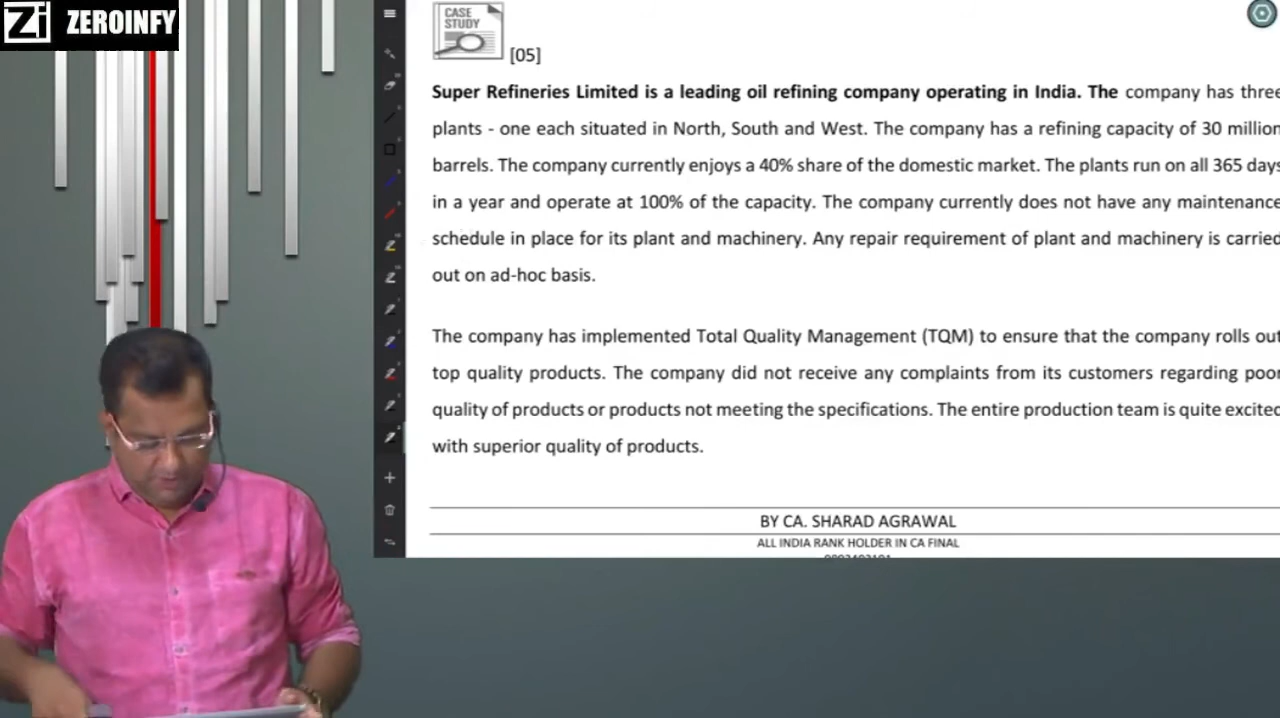 Zi ZEROINFY
CASE
STUDY
[05]
Super Refineries Limited is a leading oil refining company operating in India. The company has three
plants - one each situated in North, South and West. The company has a refining capacity of 30 million
barrels. The company currently enjoys a 40% share of the domestic market. The plants run on all 365 days
in a year and operate at 100% of the capacity. The company currently does not have any maintenance
schedule in place for its plant and machinery. Any repair requirement of plant and machinery is carried
out on ad-hoc basis.
The company has implemented Total Quality Management (TQM) to ensure that the company rolls out
top quality products. The company did not receive any complaints from its customers regarding poor
quality of products or products not meeting the specifications. The entire production team is quite excited
with superior quality of products.
BY CA. SHARAD AGRAWAL
ALL INDIA RANK HOLDER IN CA FINAL